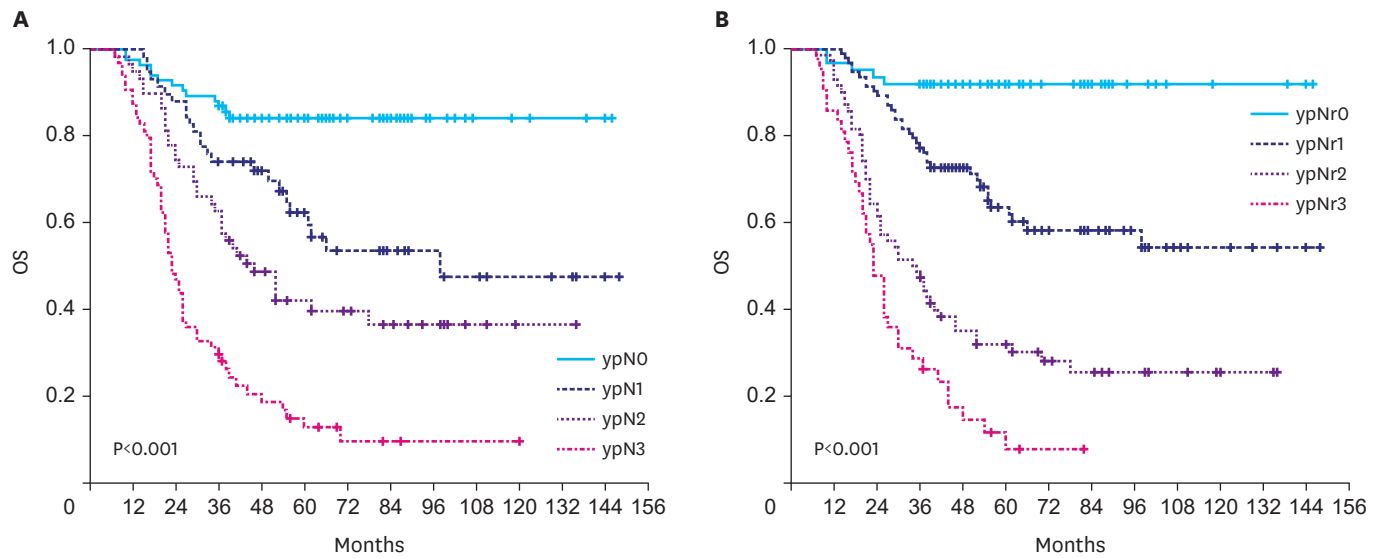 A
1.0
0.8
0.6
0.4
0.2
OS
ypN0
ypN1
ypN2
ypN3
P<0.001
0 12 24 36 48 60 72 84 96 108 120 132 144 156
Months
B
1.0
0.8
0.6
0.4
0.2
OS
ypNr0
ypNr1
ypNr2
ypNr3
P<0.001
0 12 24 36 48 60 72 84 96 108 120 132 144 156
Months